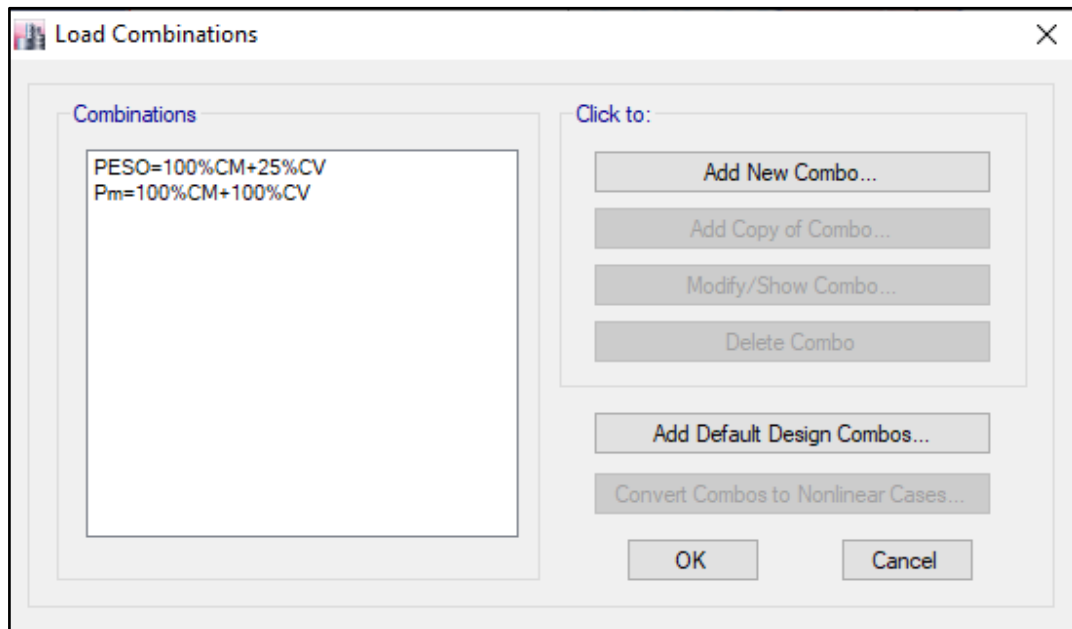 Load Combinations
Combinations
PESO=100%CM+25%CV
Pm=100%CM+100%CV
Click to:
Add New Combo...
Add Copy of Combo...
Modify/Show Combo...
Delete Combo
Add Default Design Combos...
Convert Combos to Nonlinear Cases...
OK
Cancel